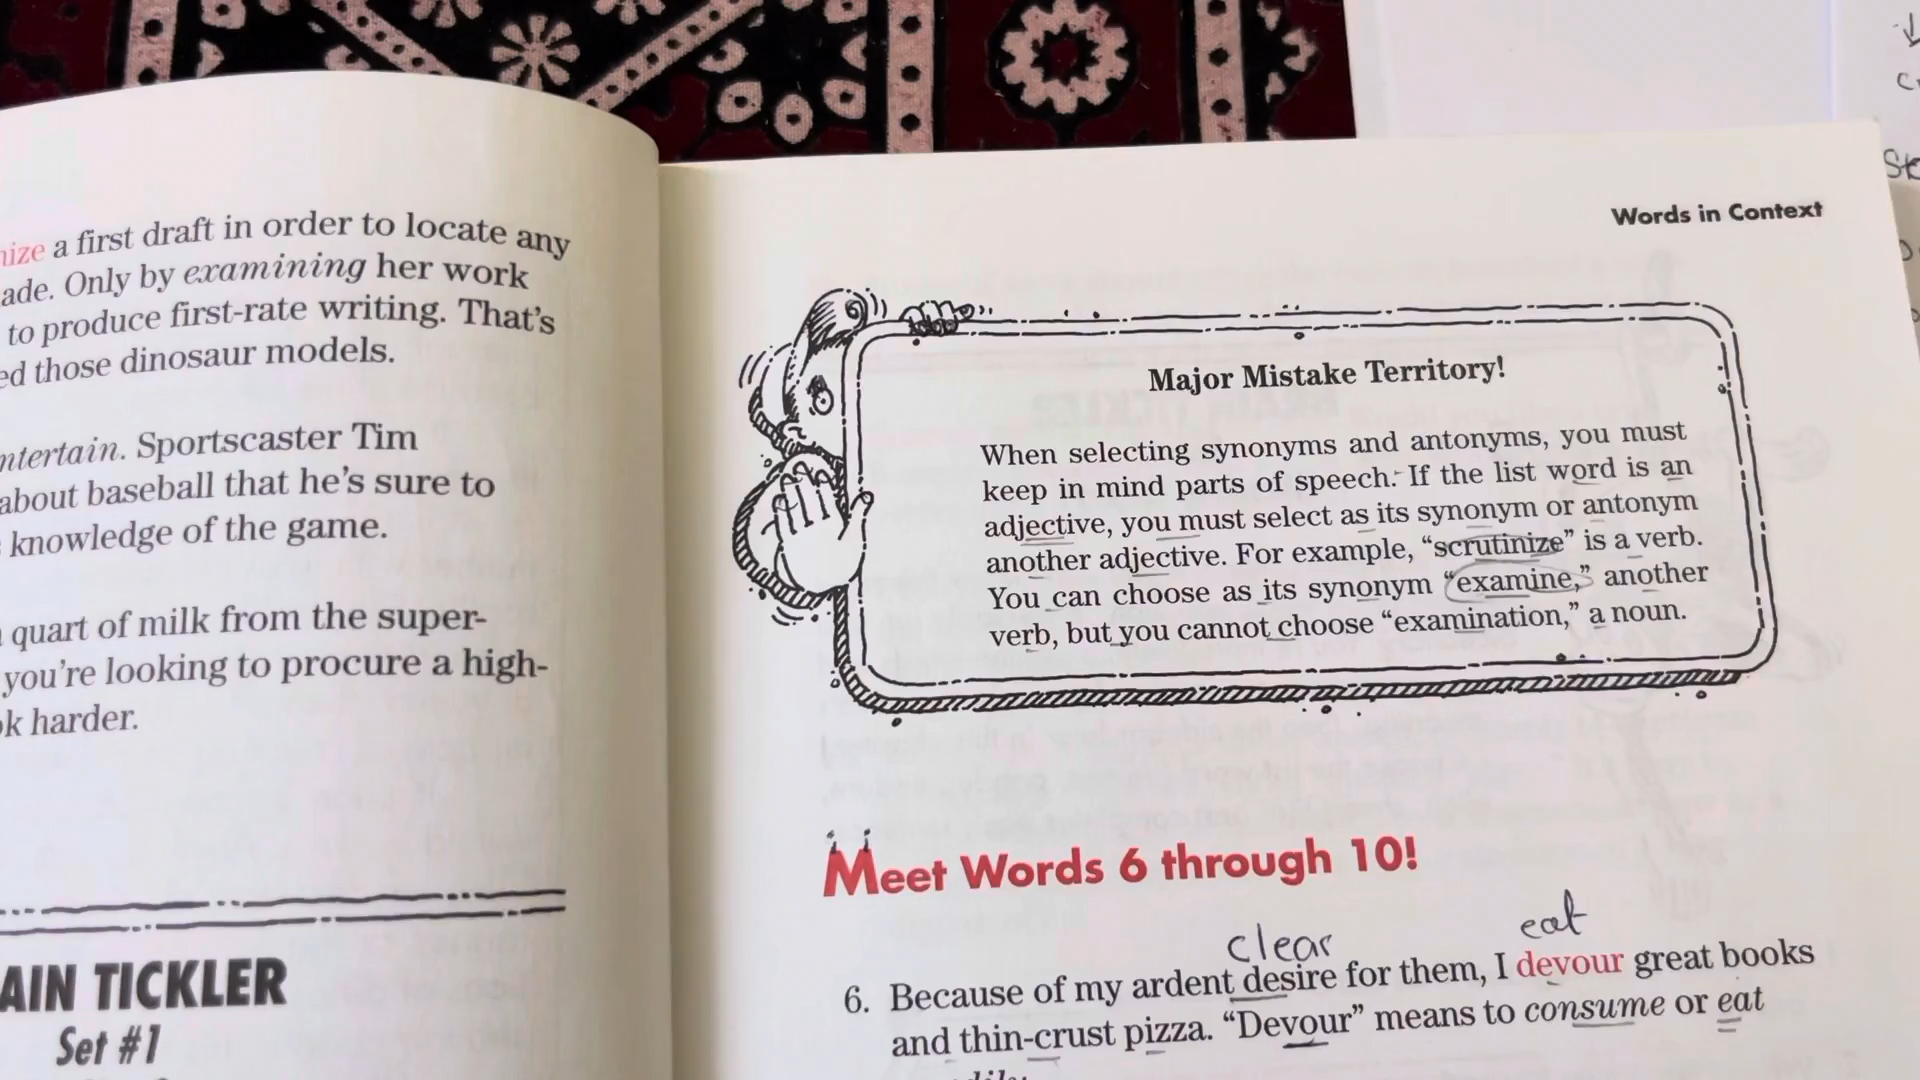 a first draft in order to locate any
Only by examining her work
to produce first-rate writing. That's
those dinosaur models.
Sportscaster Tim
about baseball that he's sure to
knowledge of the game.
quart of milk from the super-
you're looking to procure a high-
harder.
TICKLER
Set #1
Words in Context
Major Mistake Territory!
When selecting synonyms and antonyms, you must
keep in mind parts of speech. If the list word is an
adjective, you must select as its synonym or antonym
another adjective. For example, “scrutinize” is a verb.
You can choose as its synonym “examine,” another
verb, but you cannot choose “examination,” a noun.
Meet Words 6 through 10!
clear eat
6. Because of my ardent desire for them, I devour great books
and thin-crust pizza. “Devour” means to consume or eat